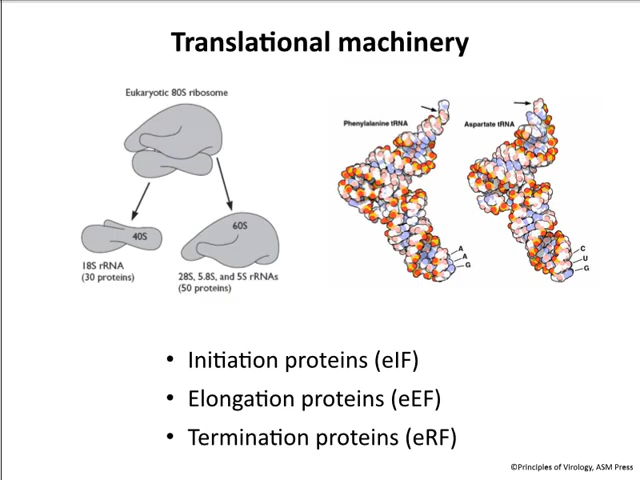 Translational machinery
Eukaryotic 80S ribosome
40S
60S
18S rRNA
(30 proteins)
28S, 5.8S, and 5S rRNAs
(50 proteins)
Phenylalanine tRNA
A
A
G
Aspartate tRNA
C
U
G
• Initiation proteins (eIF)
• Elongation proteins (eEF)
• Termination proteins (eRF)
©Principles of Virology, ASM Press